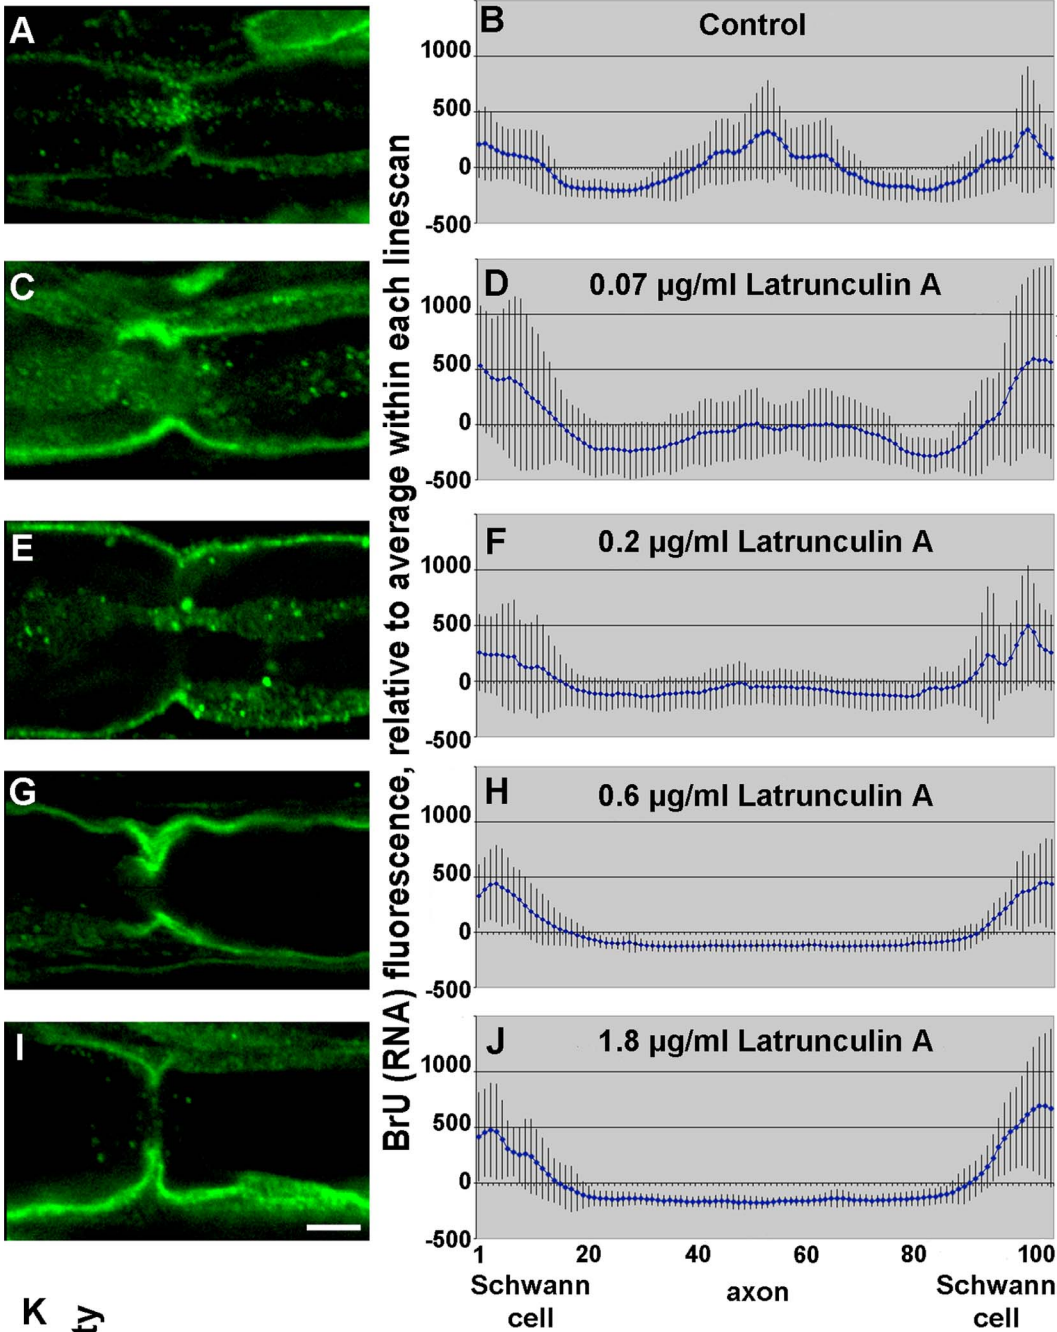 A
B
Control
1000
500
0
-500
C
D
0.07 µg/ml Latrunculin A
1000
500
0
-500
E
F
0.2 µg/ml Latrunculin A
1000
500
0
-500
G
H
0.6 µg/ml Latrunculin A
1000
500
0
-500
I
J
1.8 µg/ml Latrunculin A
1000
500
0
-500
BrU (RNA) fluorescence, relative to average within each linescan
1 20 40 60 80 100
Schwann cell
axon
Schwann cell
K
ty